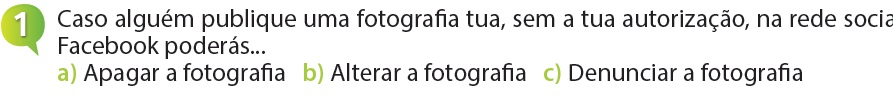 1 Caso alguém publique uma fotografia tua, sem a tua autorização, na rede socia
Facebook poderás...
a) Apagar a fotografia b) Alterar a fotografia c) Denunciar a fotografia